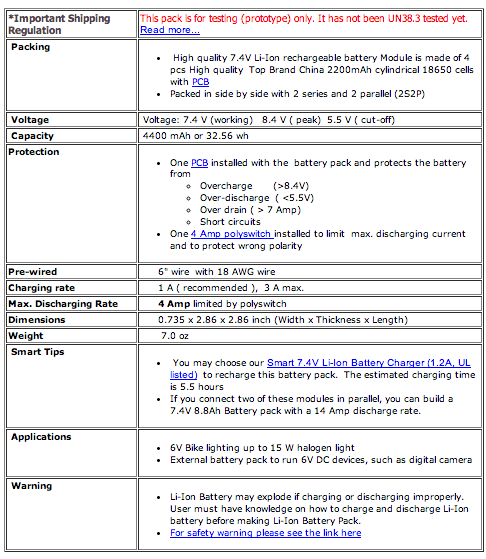 *Important Shipping Regulation
This pack is for testing (prototype) only. It has not been UN38.3 tested yet.
Read more...
Packing
High quality 7.4V Li-Ion rechargeable battery Module is made of 4
pcs High quality Top Brand China 2200mAh cylindrical 18650 cells
with PCB
Packed in side by side with 2 series and 2 parallel (2S2P)
Voltage
Voltage: 7.4 V (working) 8.4 V ( peak) 5.5 V ( cut-off)
Capacity
4400 mAh or 32.56 wh
Protection
One PCB installed with the battery pack and protects the battery
from
Overcharge (>8.4V)
Over-discharge ( <5.5V)
Over drain ( > 7 Amp)
Short circuits
One 4 Amp polyswitch installed to limit max. discharging current
and to protect wrong polarity
Pre-wired
6" wire with 18 AWG wire
Charging rate
1 A ( recommended ), 3 A max.
Max. Discharging Rate
4 Amp limited by polyswitch
Dimensions
0.735 x 2.86 x 2.86 inch (Width x Thickness x Length)
Weight
7.0 oz
Smart Tips
You may choose our Smart 7.4V Li-Ion Battery Charger (1.2A, UL
listed) to recharge this battery pack. The estimated charging time
is 5.5 hours
If you connect two of these modules in parallel, you can build a
7.4V 8.8Ah Battery pack with a 14 Amp discharge rate.
Applications
6V Bike lighting up to 15 W halogen light
External battery pack to run 6V DC devices, such as digital camera
Warning
Li-Ion Battery may explode if charging or discharging improperly.
User must have knowledge on how to charge and discharge Li-Ion
battery before making Li-Ion Battery Pack.
For safety warning please see the link here